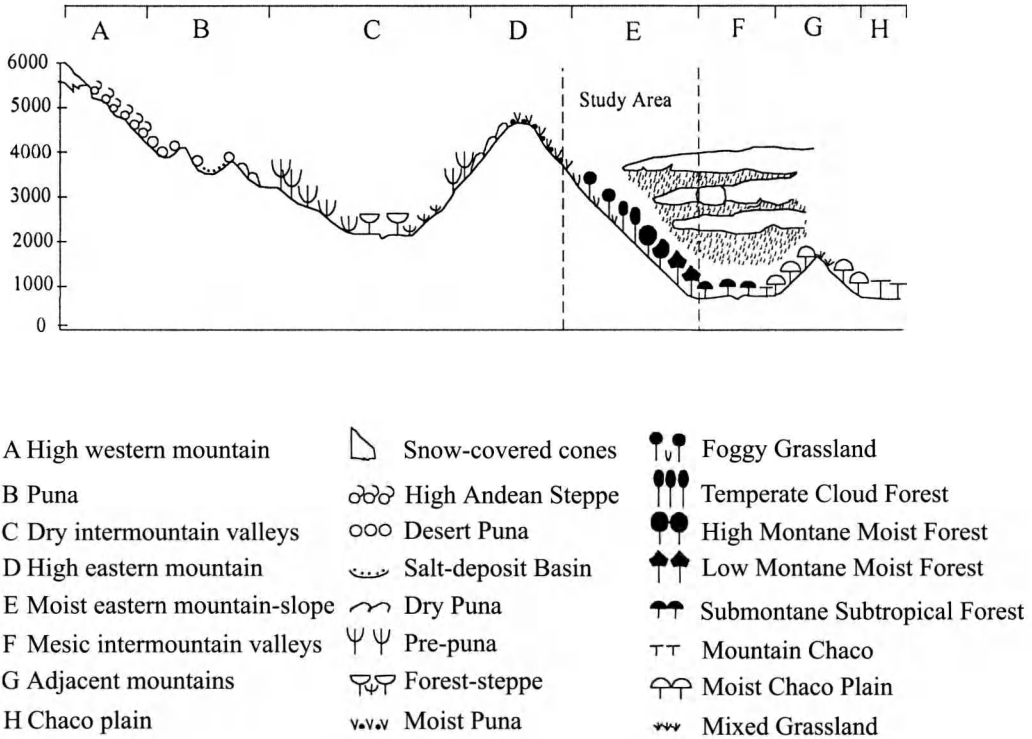 A B C D E F G H
6000
5000
4000
3000
2000
1000
0
Study Area
A High western mountain
B Puna
C Dry intermountain valleys
D High eastern mountain
E Moist eastern mountain-slope
F Mesic intermountain valleys
G Adjacent mountains
H Chaco plain
Snow-covered cones
High Andean Steppe
Desert Puna
Salt-deposit Basin
Dry Puna
Pre-puna
Forest-steppe
Moist Puna
Foggy Grassland
Temperate Cloud Forest
High Montane Moist Forest
Low Montane Moist Forest
Submontane Subtropical Forest
Mountain Chaco
Moist Chaco Plain
Mixed Grassland